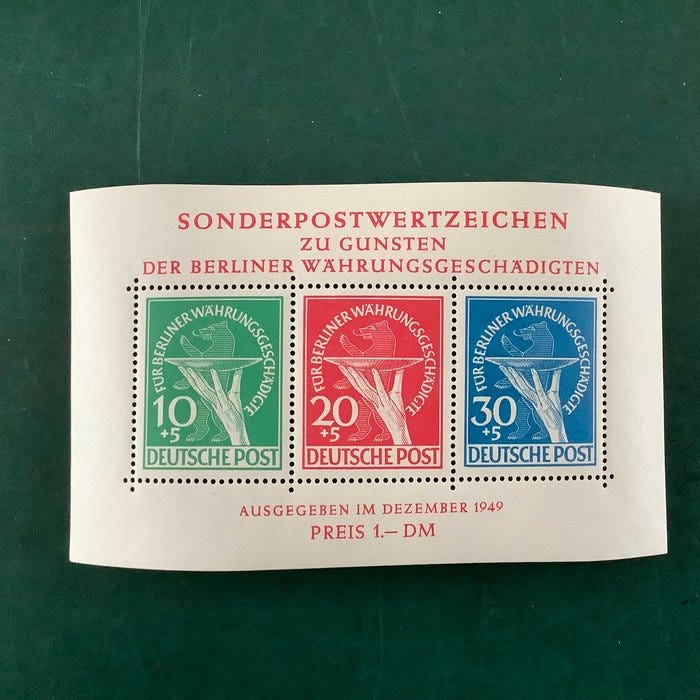 SONDERPOSTWERTZEICHEN
ZU GUNSTEN
DER BERLINER WÄHRUNGSGESCHÄDIGTEN
FÜR BERLINER WÄHRUNGSGESCHÄDIGTE
10
+5
DEUTSCHE POST
FÜR BERLINER WÄHRUNGSGESCHÄDIGTE
20
+5
DEUTSCHE POST
FÜR BERLINER WÄHRUNGSGESCHÄDIGTE
30
+5
DEUTSCHE POST
AUSGEGEBEN IM DEZEMBER 1949
PREIS 1.— DM